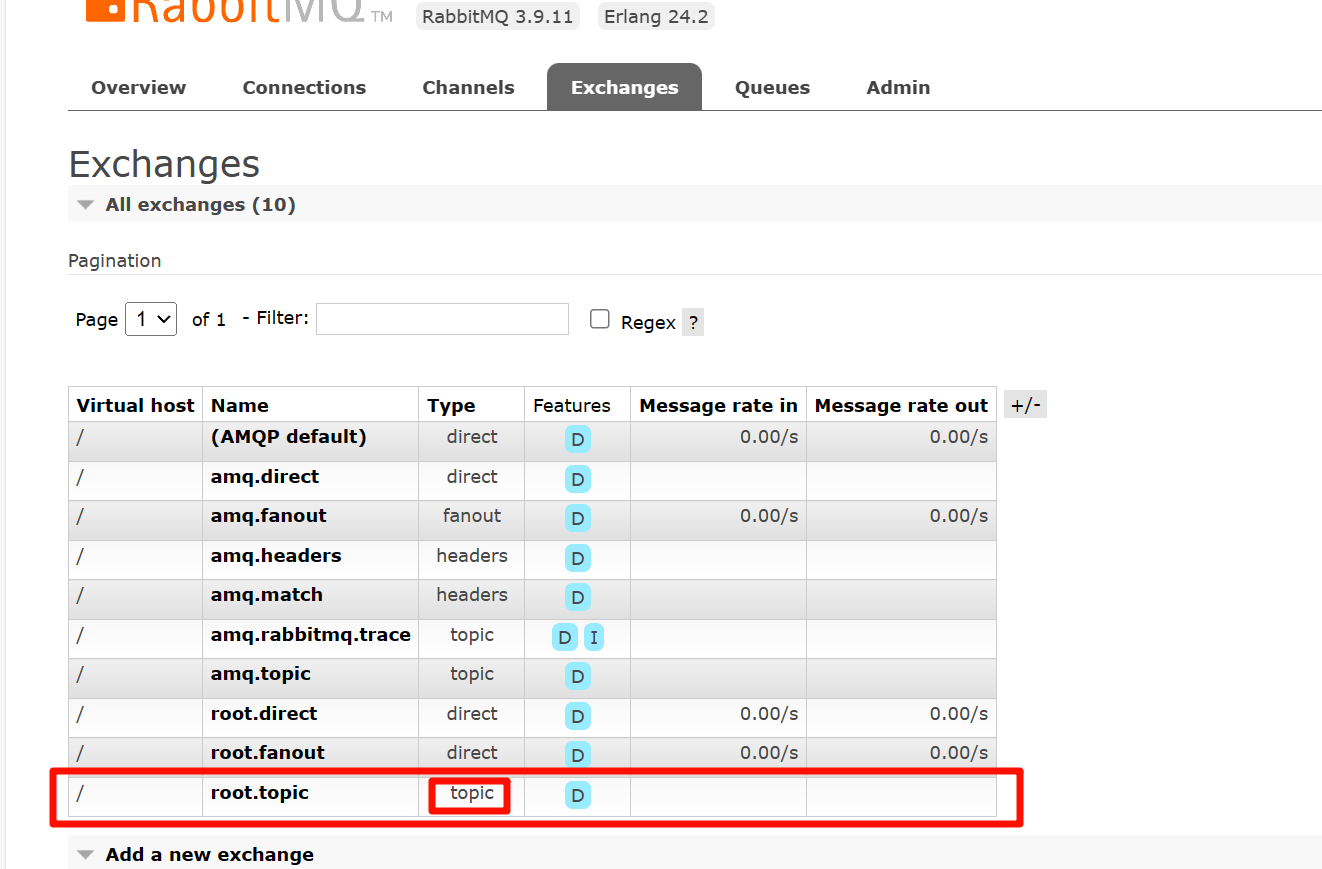 RabbitMQ TM RabbitMQ 3.9.11 Erlang 24.2
Overview Connections Channels Exchanges Queues Admin
Exchanges
All exchanges (10)
Pagination
Page 1 of 1 - Filter: Regex ?
Virtual host Name Type Features Message rate in Message rate out +/-
/ (AMQP default) direct D 0.00/s 0.00/s
/ amq.direct direct D
/ amq.fanout fanout D 0.00/s 0.00/s
/ amq.headers headers D
/ amq.match headers D
/ amq.rabbitmq.trace topic D I
/ amq.topic topic D
/ root.direct direct D 0.00/s 0.00/s
/ root.fanout direct D 0.00/s 0.00/s
/ root.topic topic D
Add a new exchange